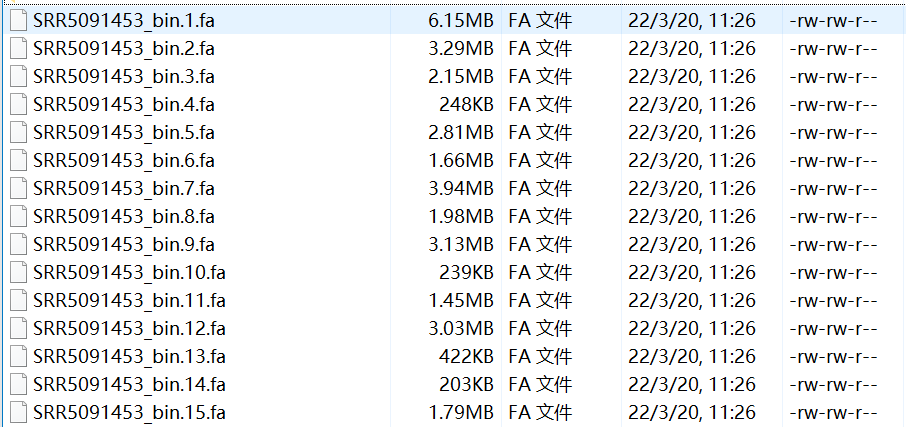 SRR5091453_bin.1.fa 6.15MB FA 文件 22/3/20, 11:26 -rw-rw-r--
SRR5091453_bin.2.fa 3.29MB FA 文件 22/3/20, 11:26 -rw-rw-r--
SRR5091453_bin.3.fa 2.15MB FA 文件 22/3/20, 11:26 -rw-rw-r--
SRR5091453_bin.4.fa 248KB FA 文件 22/3/20, 11:26 -rw-rw-r--
SRR5091453_bin.5.fa 2.81MB FA 文件 22/3/20, 11:26 -rw-rw-r--
SRR5091453_bin.6.fa 1.66MB FA 文件 22/3/20, 11:26 -rw-rw-r--
SRR5091453_bin.7.fa 3.94MB FA 文件 22/3/20, 11:26 -rw-rw-r--
SRR5091453_bin.8.fa 1.98MB FA 文件 22/3/20, 11:26 -rw-rw-r--
SRR5091453_bin.9.fa 3.13MB FA 文件 22/3/20, 11:26 -rw-rw-r--
SRR5091453_bin.10.fa 239KB FA 文件 22/3/20, 11:26 -rw-rw-r--
SRR5091453_bin.11.fa 1.45MB FA 文件 22/3/20, 11:26 -rw-rw-r--
SRR5091453_bin.12.fa 3.03MB FA 文件 22/3/20, 11:26 -rw-rw-r--
SRR5091453_bin.13.fa 422KB FA 文件 22/3/20, 11:26 -rw-rw-r--
SRR5091453_bin.14.fa 203KB FA 文件 22/3/20, 11:26 -rw-rw-r--
SRR5091453_bin.15.fa 1.79MB FA 文件 22/3/20, 11:26 -rw-rw-r--